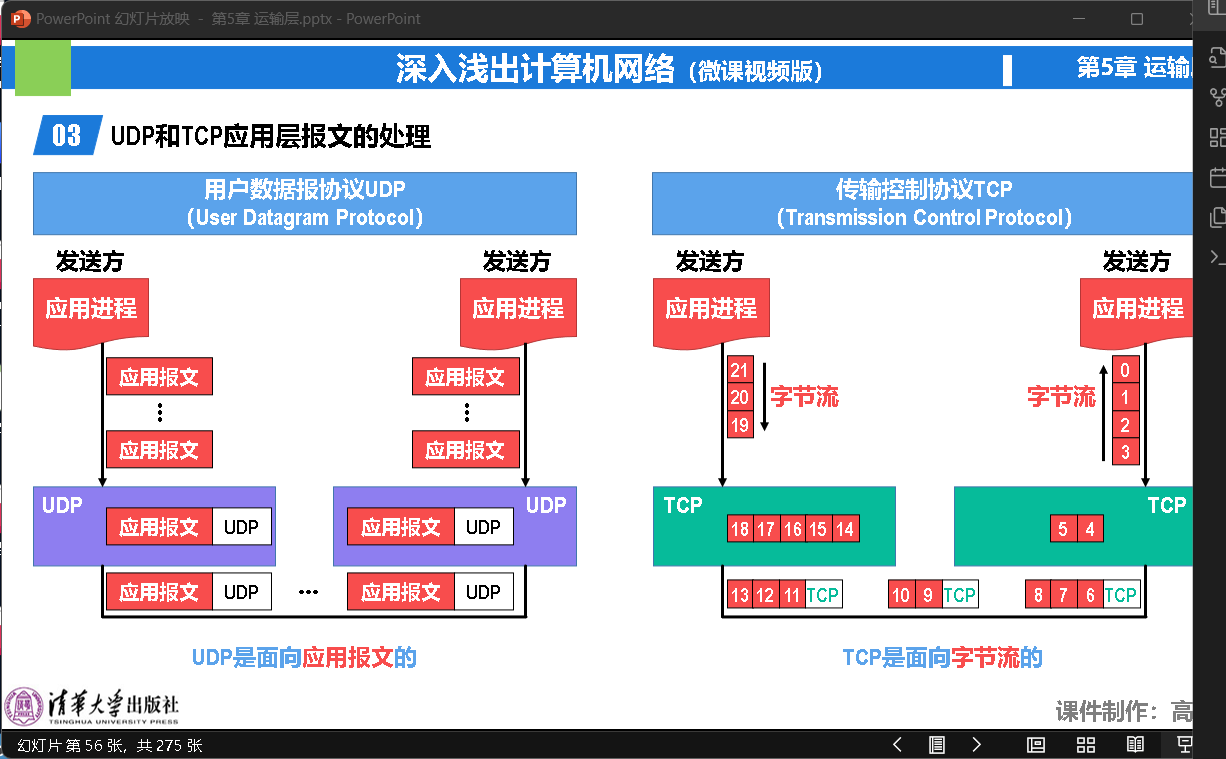 PowerPoint 幻灯片放映 - 第5章 运输层.pptx - PowerPoint
深入浅出计算机网络（微课视频版）
第5章 运输
03 UDP和TCP应用层报文的处理
用户数据报协议UDP
（User Datagram Protocol）
传输控制协议TCP
（Transmission Control Protocol）
发送方
发送方
发送方
发送方
应用进程
应用进程
应用进程
应用进程
应用报文
应用报文
应用报文
应用报文
21
20
19
字节流
字节流
0
1
2
3
UDP
应用报文 UDP
UDP
应用报文 UDP
TCP
18 17 16 15 14
TCP
5 4
应用报文 UDP
···
应用报文 UDP
13 12 11 TCP
10 9 TCP
8 7 6 TCP
UDP是面向应用报文的
TCP是面向字节流的
清华大学出版社
TSINGHUA UNIVERSITY PRESS
课件制作：高
幻灯片 第 56 张，共 275 张